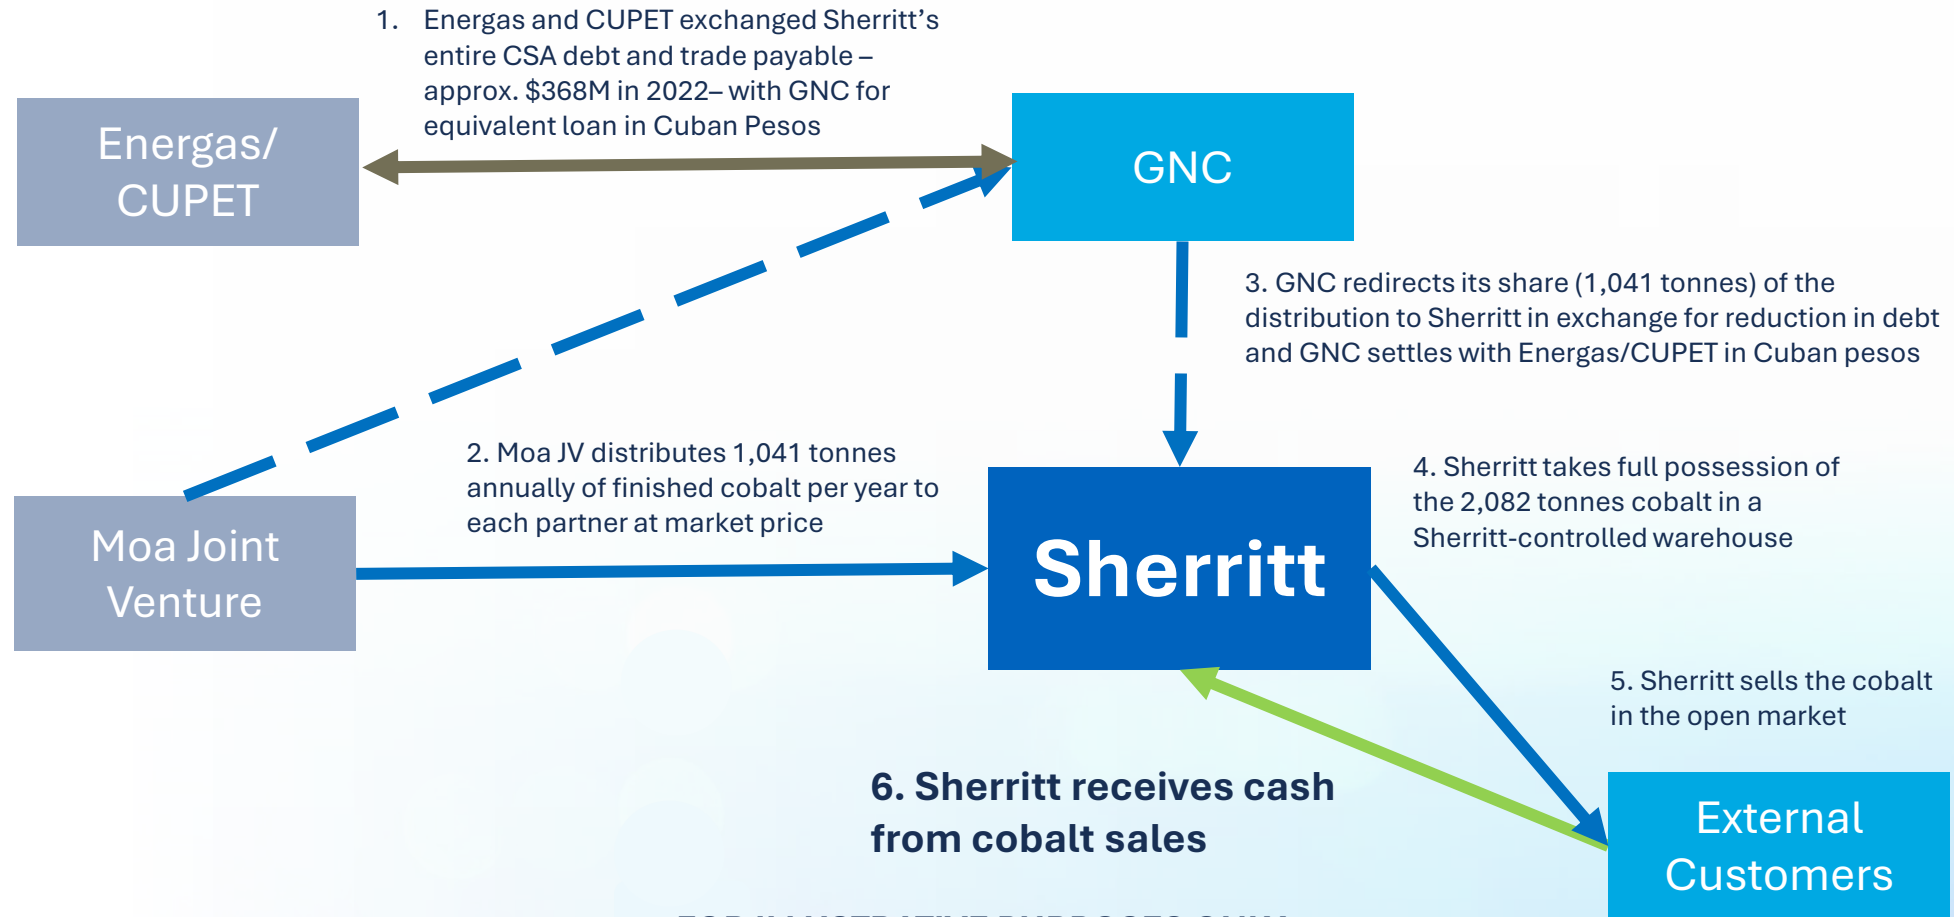 1. Energas and CUPET exchanged Sherritt’s
entire CSA debt and trade payable –
approx. $368M in 2022– with GNC for
equivalent loan in Cuban Pesos
Energas/
CUPET
GNC
3. GNC redirects its share (1,041 tonnes) of the
distribution to Sherritt in exchange for reduction in debt
and GNC settles with Energas/CUPET in Cuban pesos
2. Moa JV distributes 1,041 tonnes
annually of finished cobalt per year to
each partner at market price
4. Sherritt takes full possession of
the 2,082 tonnes cobalt in a
Sherritt-controlled warehouse
Moa Joint
Venture
Sherritt
5. Sherritt sells the cobalt
in the open market
6. Sherritt receives cash
from cobalt sales
External
Customers
FOR ILLUSTRATIVE PURPOSES ONLY